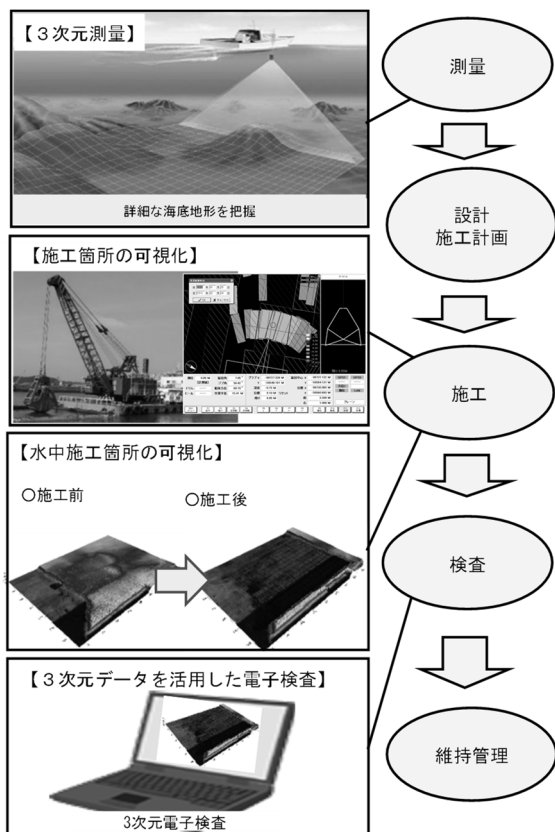 【３次元測量】
詳細な海底地形を把握
【施工箇所の可視化】
【水中施工箇所の可視化】
○施工前
○施工後
【３次元データを活用した電子検査】
3次元電子検査
測量
設計
施工計画
施工
検査
維持管理